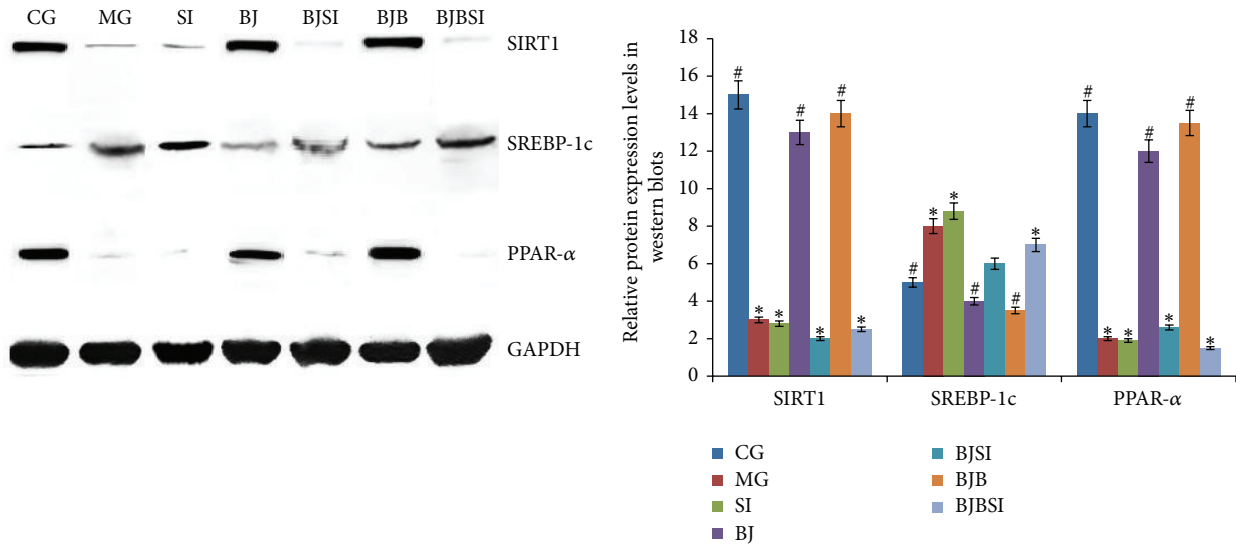 CG MG SI BJ BJSI BJB BJBSI
SIRT1
SREBP-1c
PPAR-α
GAPDH
Relative protein expression levels in
western blots
18
16
14
12
10
8
6
4
2
0
# * * # * # *
# * * # # *
# * * # * # *
SIRT1 SREBP-1c PPAR-α
CG
MG
SI
BJ
BJSI
BJB
BJBSI